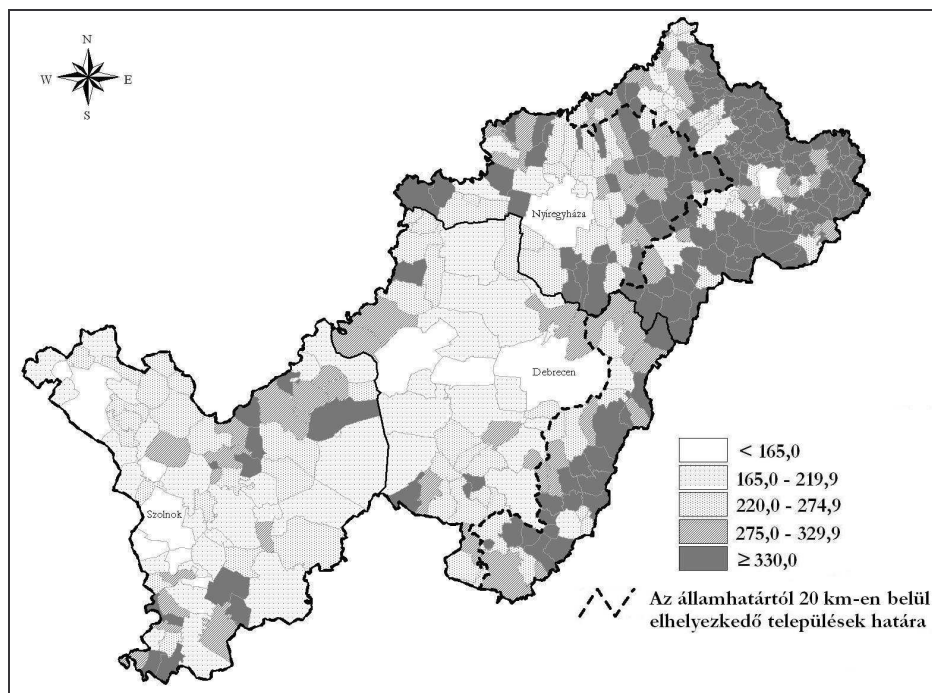 N
W E
S
Nyíregyháza
Debrecen
Szolnok
< 165,0
165,0 - 219,9
220,0 - 274,9
275,0 - 329,9
≥ 330,0
Az államhatártól 20 km-en belül
elhelyezkedő települések határa